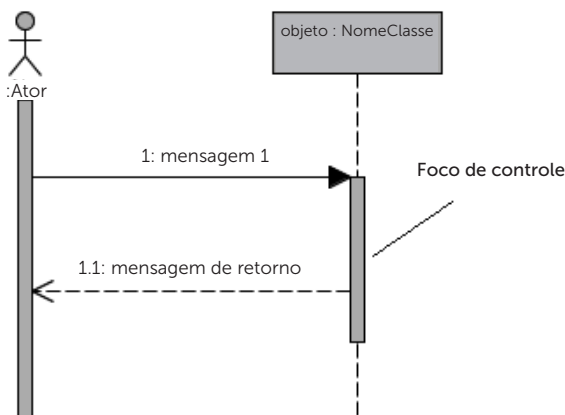 objeto : NomeClasse
:Ator
1: mensagem 1
Foco de controle
1.1: mensagem de retorno